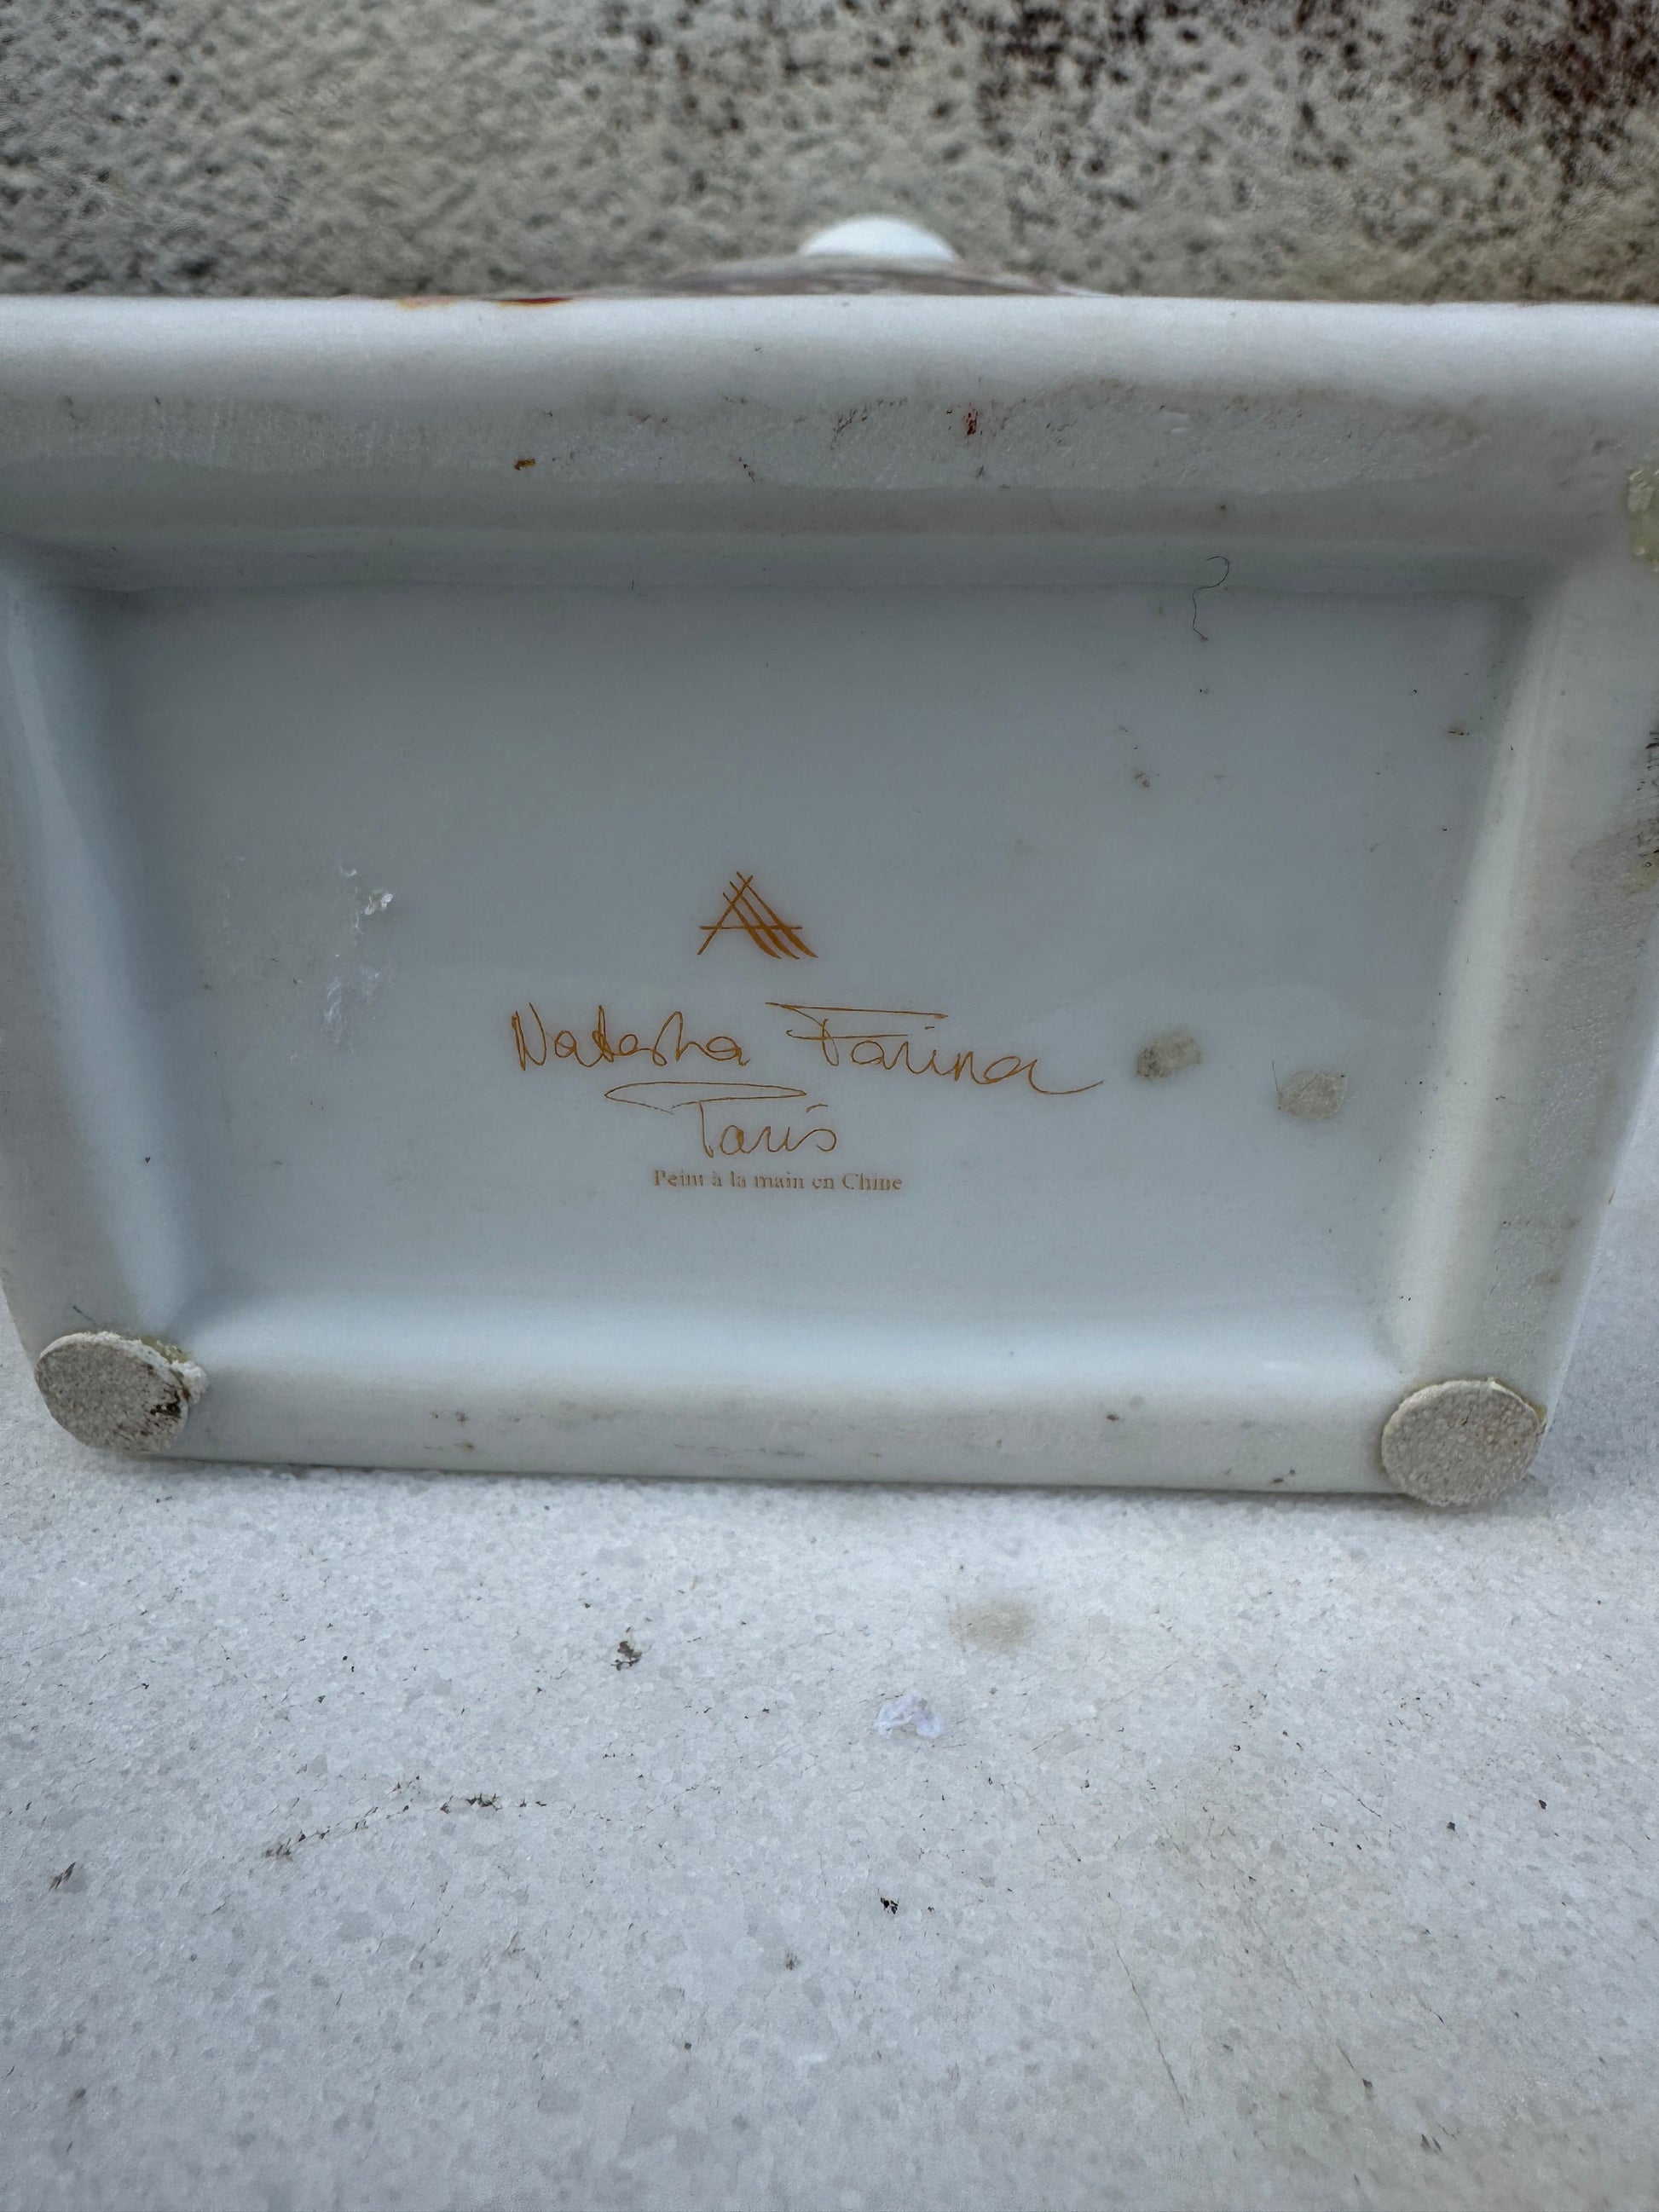 Natasha Farina
Paris
Peint à la main en Chine